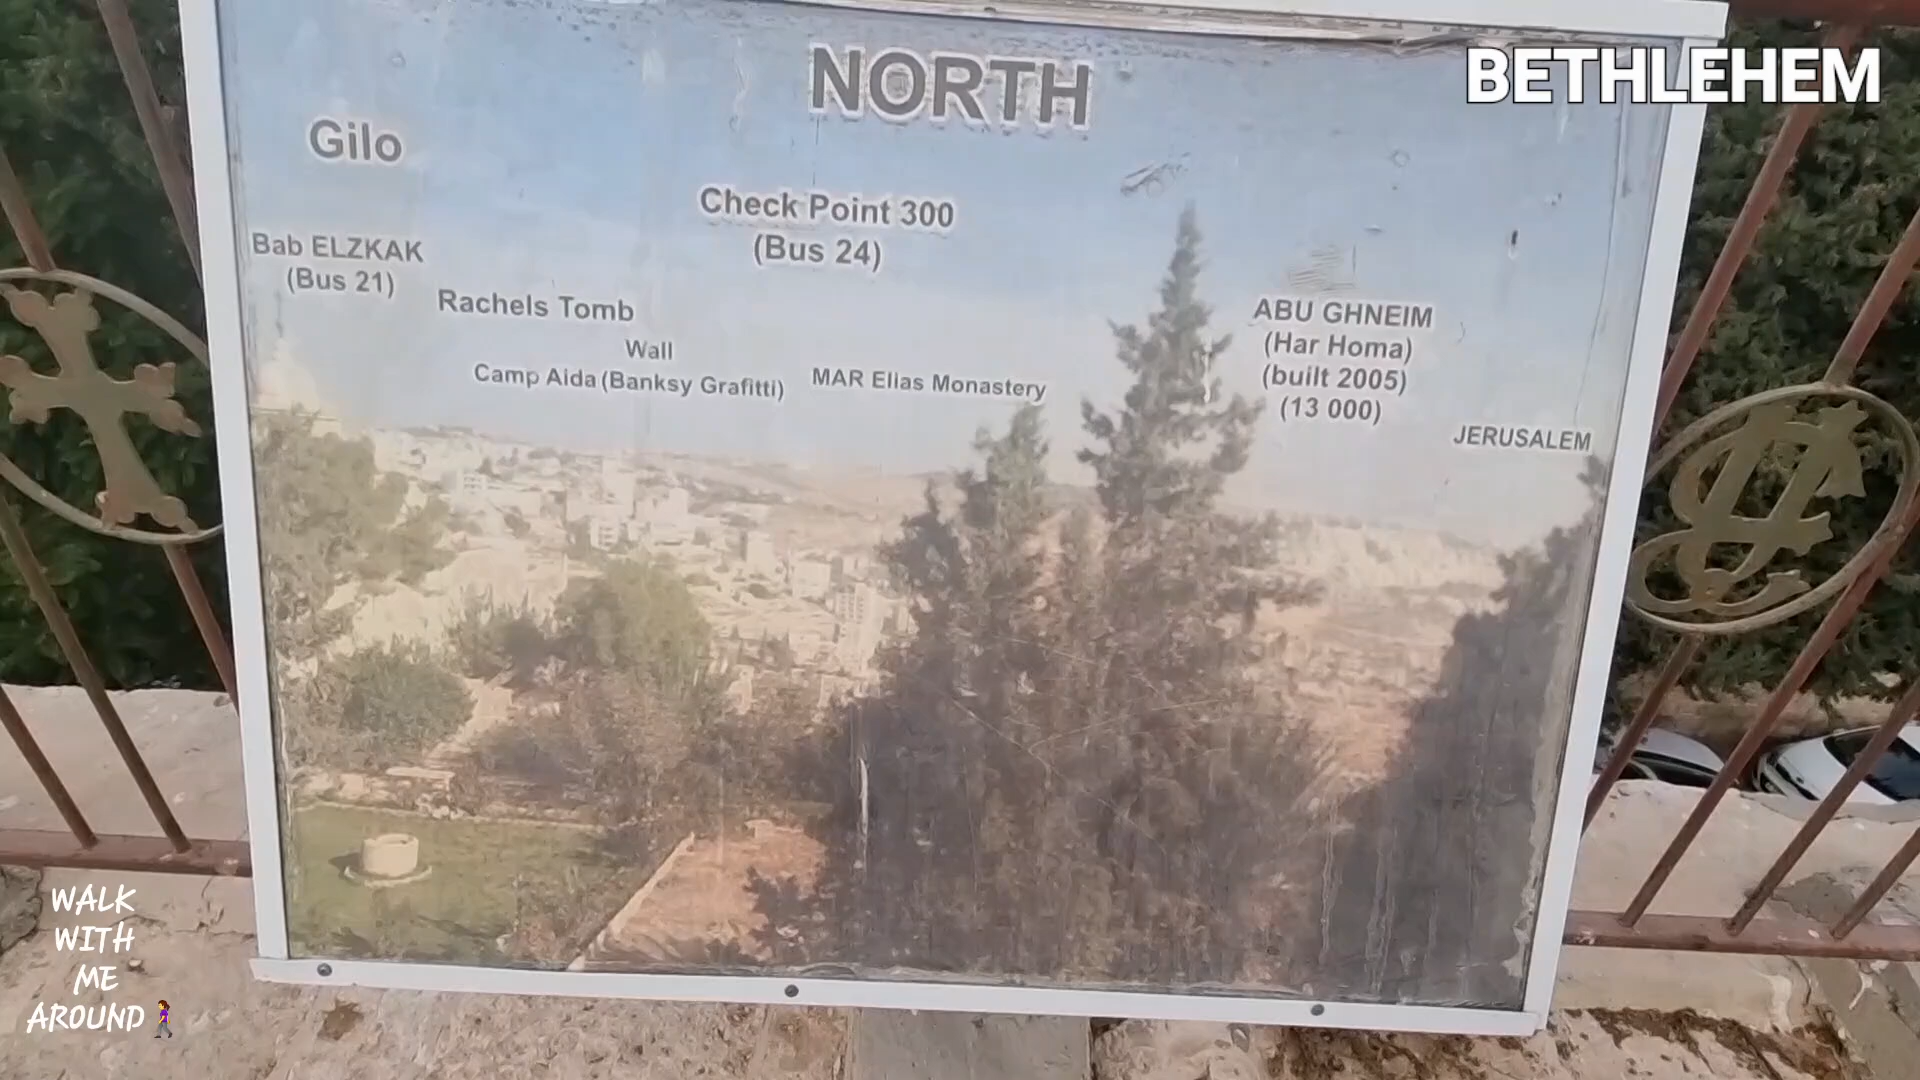 NORTH
BETHLEHEM
Gilo
Check Point 300
(Bus 24)
Bab ELZKAK
(Bus 21)
Rachels Tomb
Wall
Camp Aida (Banksy Grafitti)
MAR Elias Monastery
ABU GHNEIM
(Har Homa)
(built 2005)
(13 000)
JERUSALEM
WALK
WITH
ME
AROUND